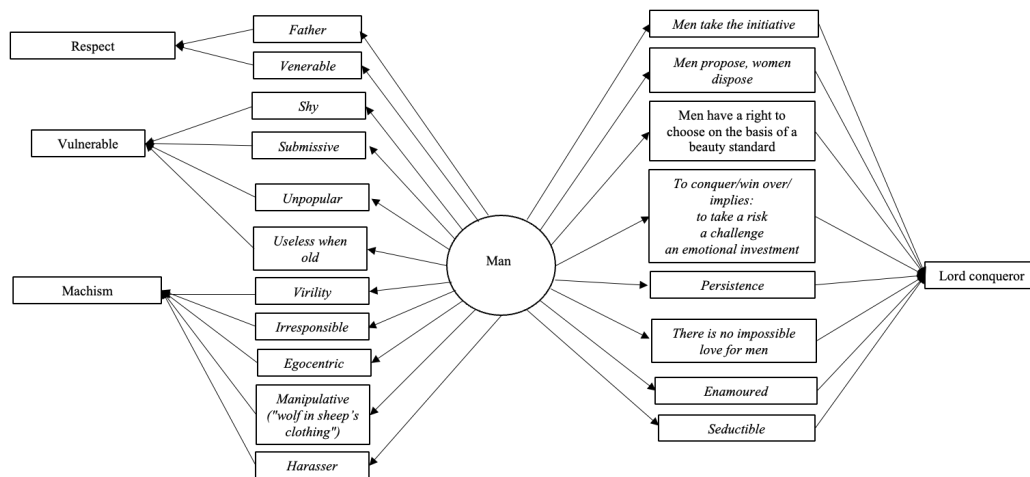 Respect
Vulnerable
Machism
Father
Venerable
Shy
Submissive
Unpopular
Useless when
old
Virility
Irresponsible
Egocentric
Manipulative
("wolf in sheep's
clothing")
Harasser
Man
Men take the initiative
Men propose, women
dispose
Men have a right to
choose on the basis of a
beauty standard
To conquer/win over/
implies:
to take a risk
a challenge
an emotional investment
Persistence
There is no impossible
love for men
Enamoured
Seductible
Lord conqueror